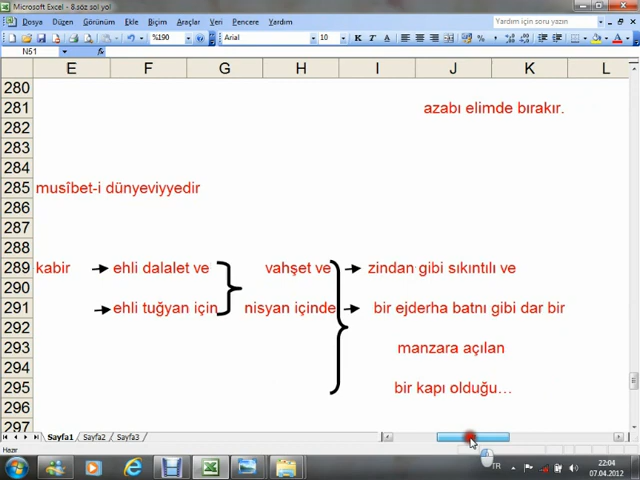 Microsoft Excel - 8.söz sol yol
Dosya Düzen Görünüm Ekle Biçim Araçlar Veri Pencere Yardım
Yardım için soru yazın
%190
Arial 10
N51 fx
E F G H I J K L
280
281 azabı elimde bırakır.
282
283
284
285 musîbet-i dünyeviyyedir
286
287
288
289 kabir ehli dalalet ve vahşet ve zindan gibi sıkıntılı ve
290
291 ehli tuğyan için nisyan içinde bir ejderha batnı gibi dar bir
292
293 manzara açılan
294
295 bir kapı olduğu…
296
297
Sayfa1 Sayfa2 Sayfa3
Hazır
TR 22:04
07.04.2012